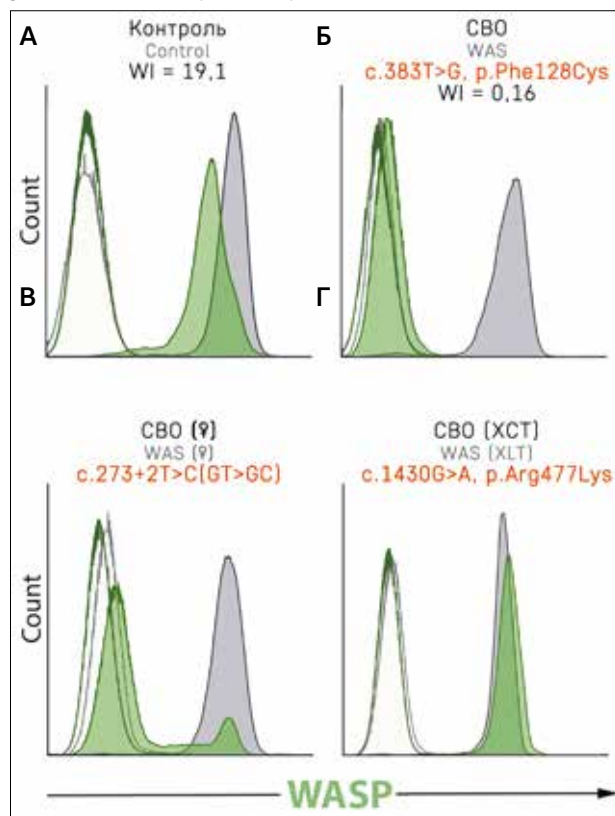 А
Контроль
Control
WI = 19,1
Б
СВО
WAS
c.383T>G, p.Phe128Cys
WI = 0,16
Count
В
Г
СВО (♀)
WAS (♀)
c.273+2T>C(GT>GC)
СВО (ХСТ)
WAS (XLT)
c.1430G>A, p.Arg477Lys
Count
WASP